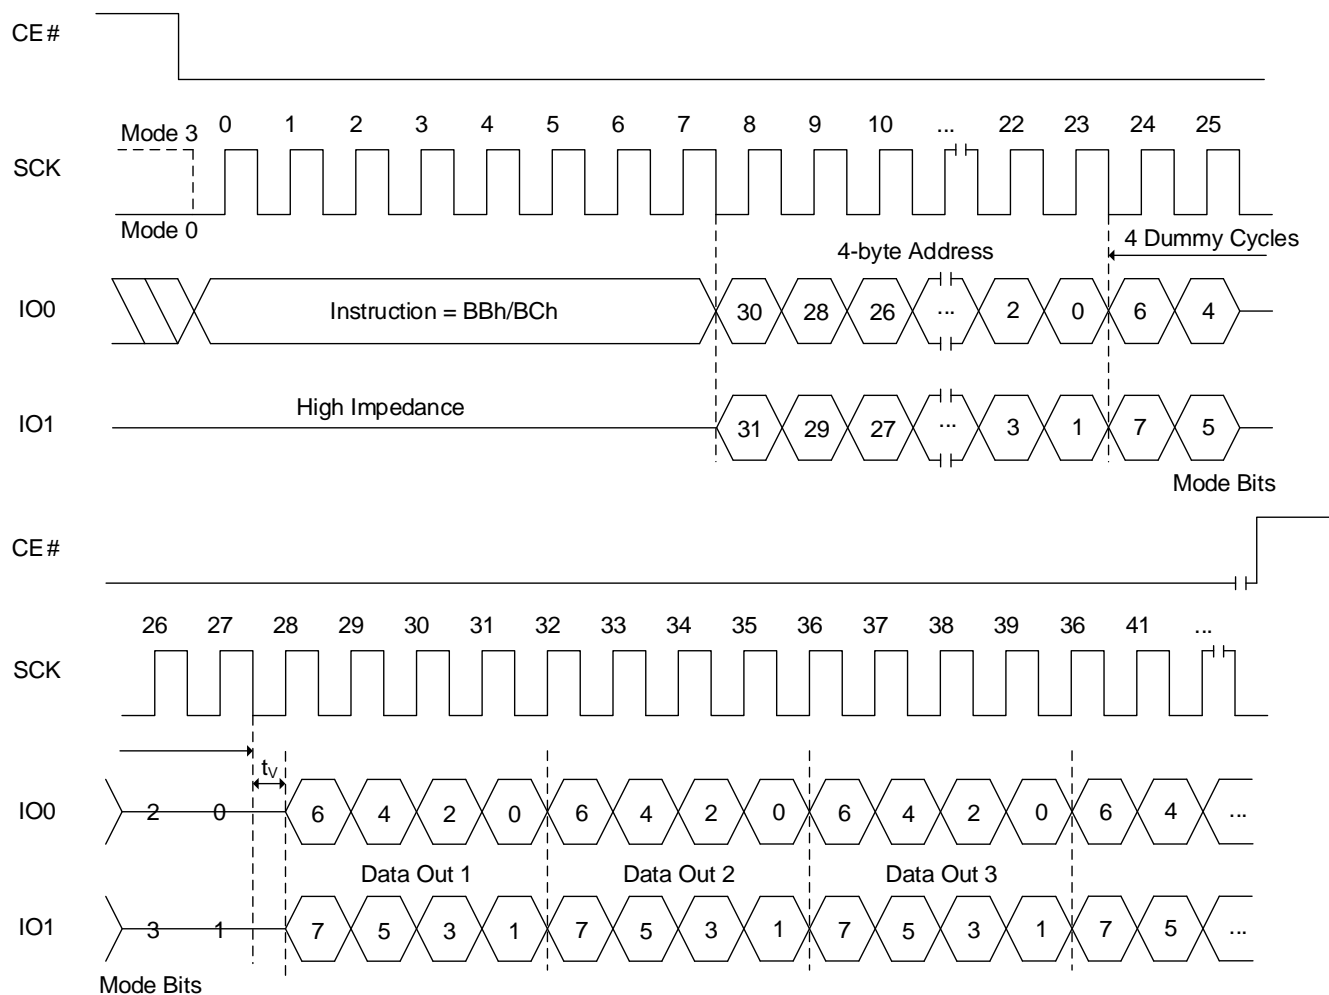 CE#
Mode 3 0 1 2 3 4 5 6 7 8 9 10 ... 22 23 24 25
SCK
Mode 0
4-byte Address
4 Dummy Cycles
IO0 Instruction = BBh/BCh 30 28 26 ... 2 0 6 4
High Impedance
IO1 31 29 27 ... 3 1 7 5
Mode Bits
CE#
26 27 28 29 30 31 32 33 34 35 36 37 38 39 36 41 ...
SCK
tV
IO0 2 0 6 4 2 0 6 4 2 0 6 4 2 0 6 4 ...
Data Out 1 Data Out 2 Data Out 3
IO1 3 1 7 5 3 1 7 5 3 1 7 5 3 1 7 5 ...
Mode Bits